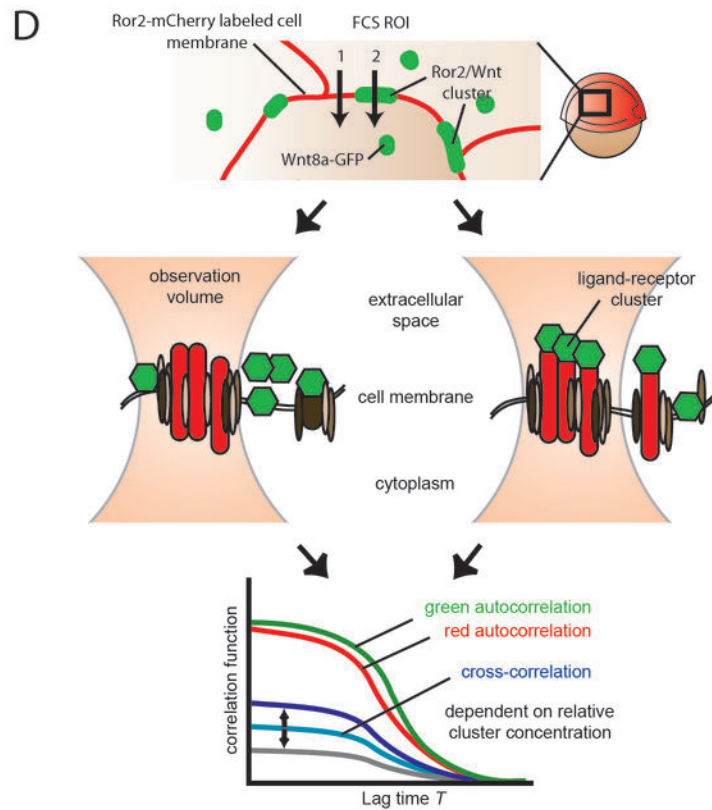 D
Ror2-mCherry labeled cell
membrane
FCS ROI
1
2
Ror2/Wnt
cluster
Wnt8a-GFP
observation
volume
extracellular
space
ligand-receptor
cluster
cell membrane
cytoplasm
correlation function
green autocorrelation
red autocorrelation
cross-correlation
dependent on relative
cluster concentration
Lag time T